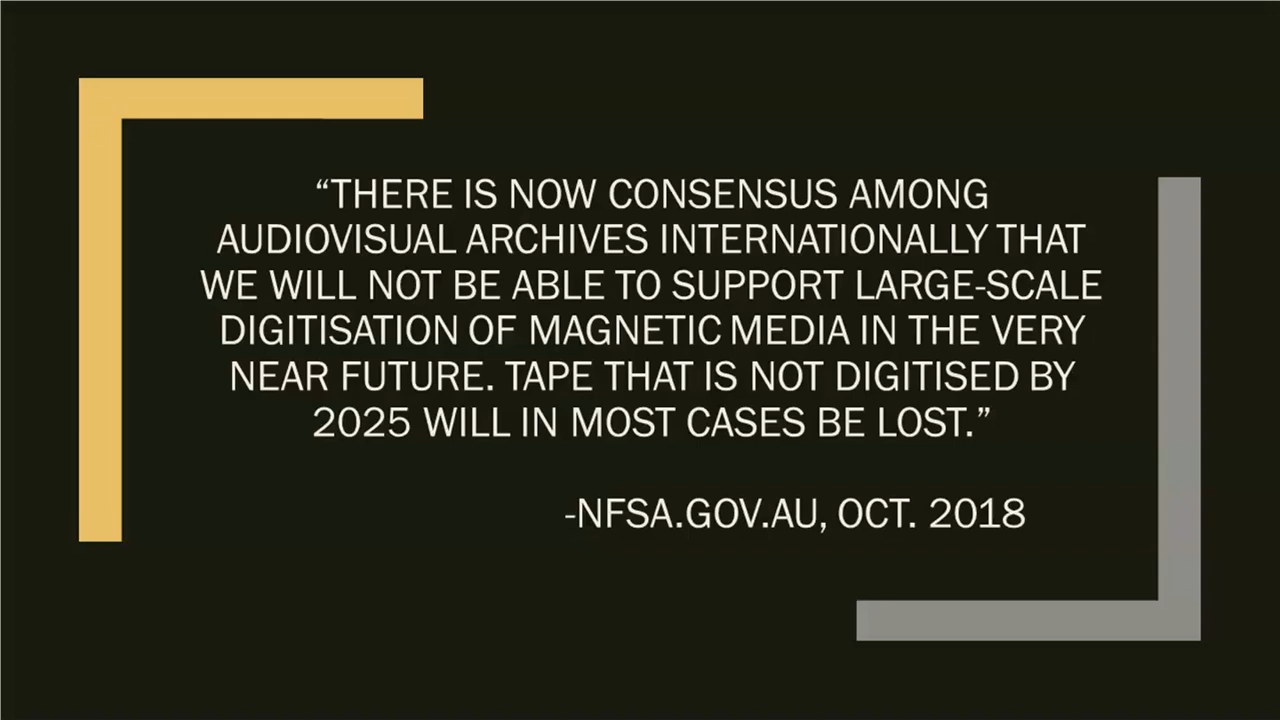 “THERE IS NOW CONSENSUS AMONG
AUDIOVISUAL ARCHIVES INTERNATIONALLY THAT
WE WILL NOT BE ABLE TO SUPPORT LARGE-SCALE
DIGITISATION OF MAGNETIC MEDIA IN THE VERY
NEAR FUTURE. TAPE THAT IS NOT DIGITISED BY
2025 WILL IN MOST CASES BE LOST.”
-NFSA.GOV.AU, OCT. 2018